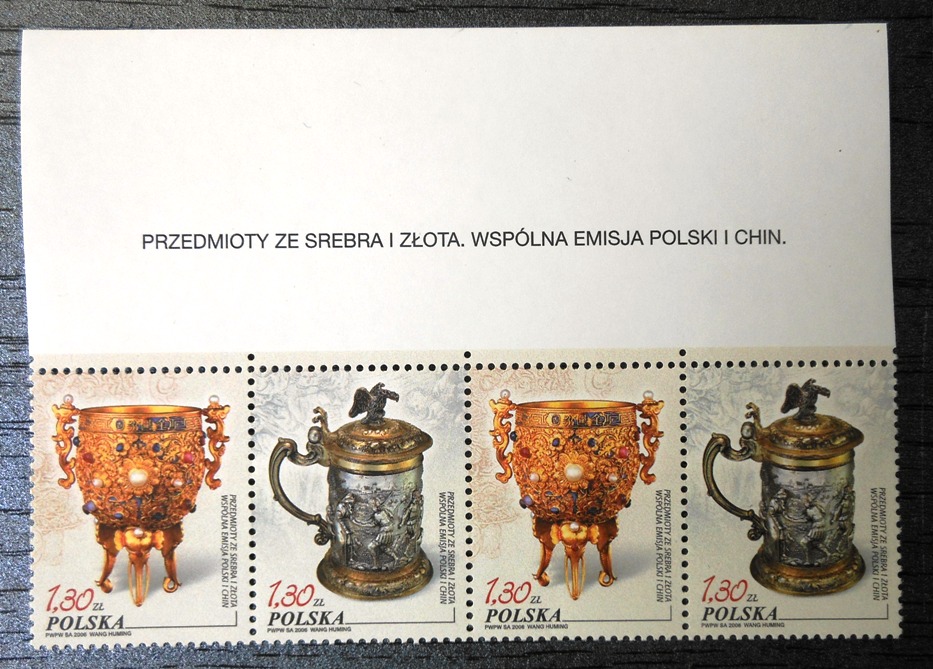 PRZEDMIOTY ZE SREBRA I ZŁOTA. WSPÓLNA EMISJA POLSKI I CHIN.
PRZEDMIOTY ZE SREBRA I ZŁOTA
WSPÓLNA EMISJA POLSKI I CHIN
1,30 ZŁ
POLSKA
PWPW SA 2006 WANG HUMING
PRZEDMIOTY ZE SREBRA I ZŁOTA
WSPÓLNA EMISJA POLSKI I CHIN
1,30 ZŁ
POLSKA
PWPW SA 2006 WANG HUMING
PRZEDMIOTY ZE SREBRA I ZŁOTA
WSPÓLNA EMISJA POLSKI I CHIN
1,30 ZŁ
POLSKA
PWPW SA 2006 WANG HUMING
PRZEDMIOTY ZE SREBRA I ZŁOTA
WSPÓLNA EMISJA POLSKI I CHIN
1,30 ZŁ
POLSKA
PWPW SA 2006 WANG HUMING